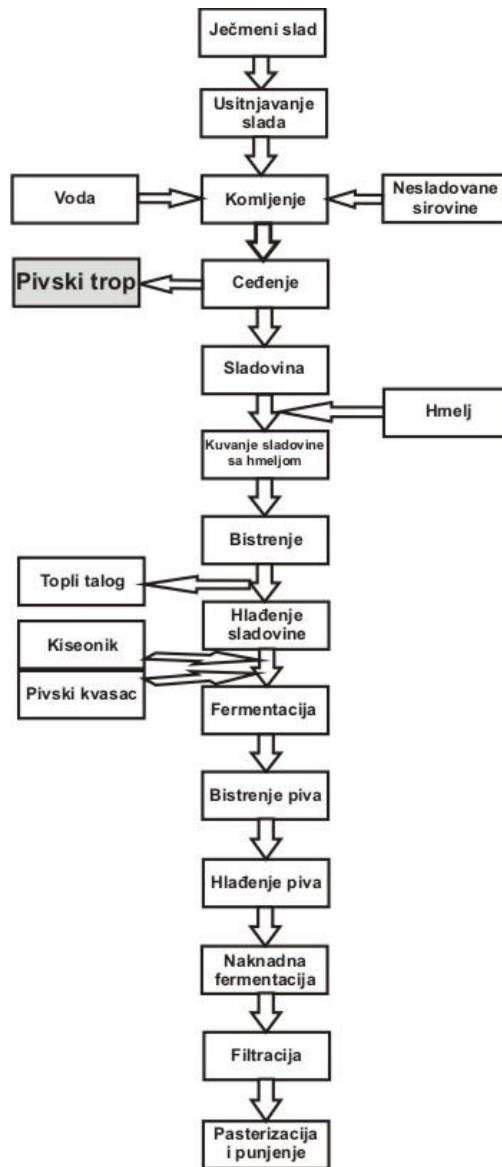 Ječmeni slad
Usitnjavanje
slada
Voda
Komljenje
Nesladovane
sirovine
Pivski trop
Ceđenje
Sladovina
Hmelj
Kuvanje sladovine
sa hmeljom
Bistrenje
Topli talog
Hlađenje
sladovine
Kiseonik
Pivski kvasac
Fermentacija
Bistrenje piva
Hlađenje piva
Naknadna
fermentacija
Filtracija
Pasterizacija
i punjenje